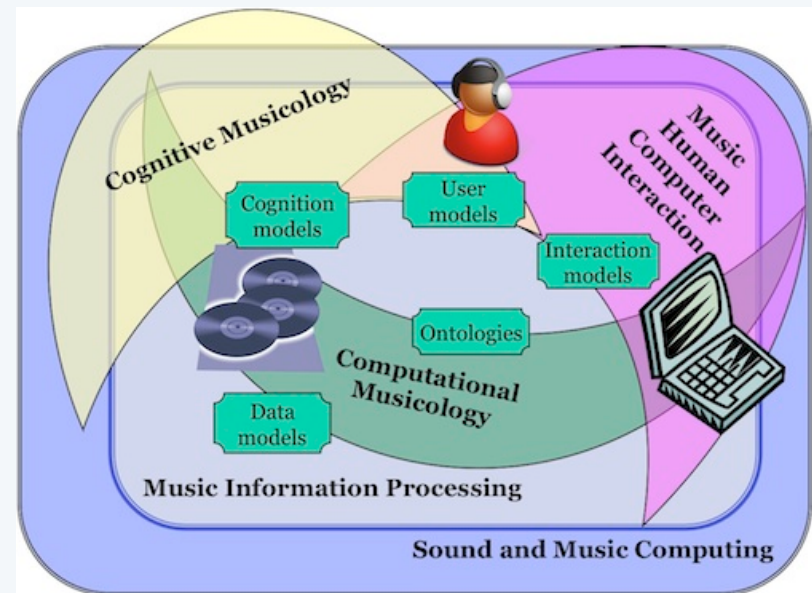 Cognitive Musicology
Music
Human
Computer
Interaction
Cognition
models
User
models
Interaction
models
Ontologies
Computational
Musicology
Data
models
Music Information Processing
Sound and Music Computing